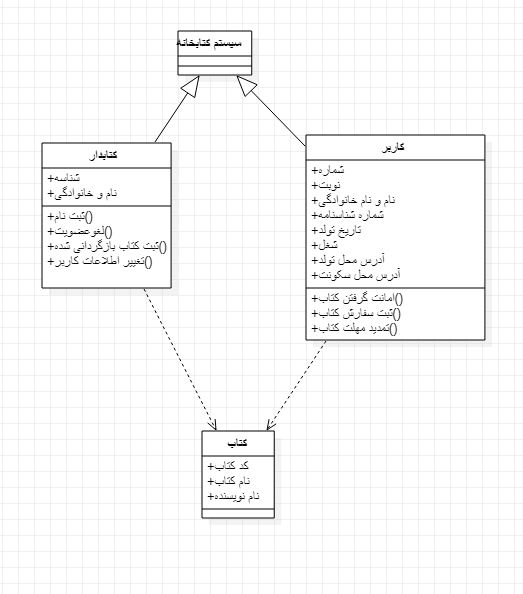 سیستم کتابخانه
کتابدار
+شناسه
+نام و خانوادگی
+ثبت نام()
+لغوعضویت()
+ثبت کتاب بازگردانی شده()
+تغییر اطلاعات کاربر()
کاربر
+شماره
+نوبت
+نام و نام خانوادگی
+شماره شناسنامه
+تاریخ تولد
+شغل
+آدرس محل تولد
+آدرس محل سکونت
+امانت گرفتن کتاب()
+ثبت سفارش کتاب()
+تمدید مهلت کتاب()
کتاب
+کد کتاب
+نام کتاب
+نام نویسنده